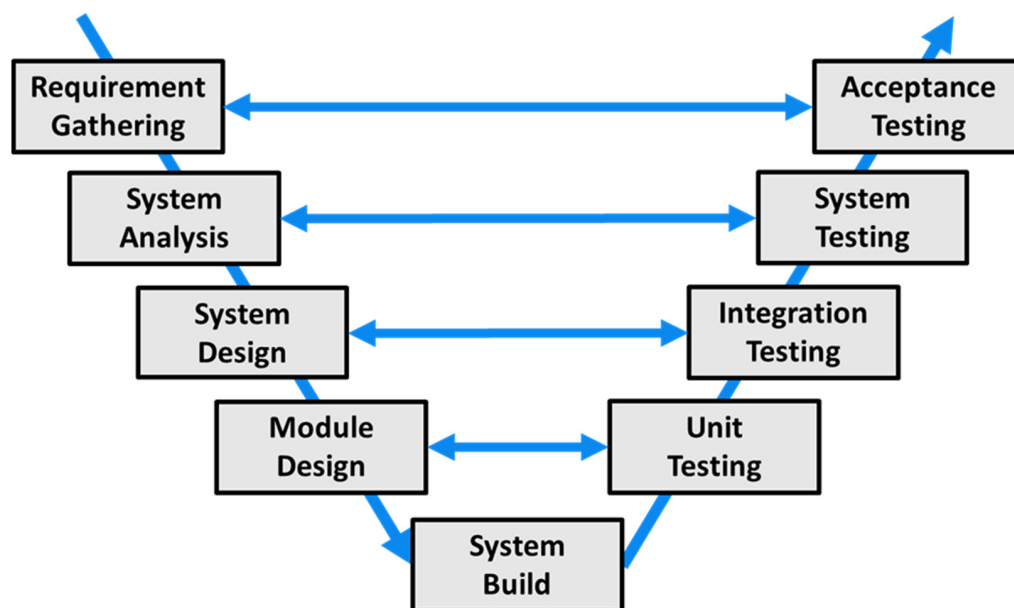 Requirement
Gathering
Acceptance
Testing
System
Analysis
System
Testing
System
Design
Integration
Testing
Module
Design
Unit
Testing
System
Build